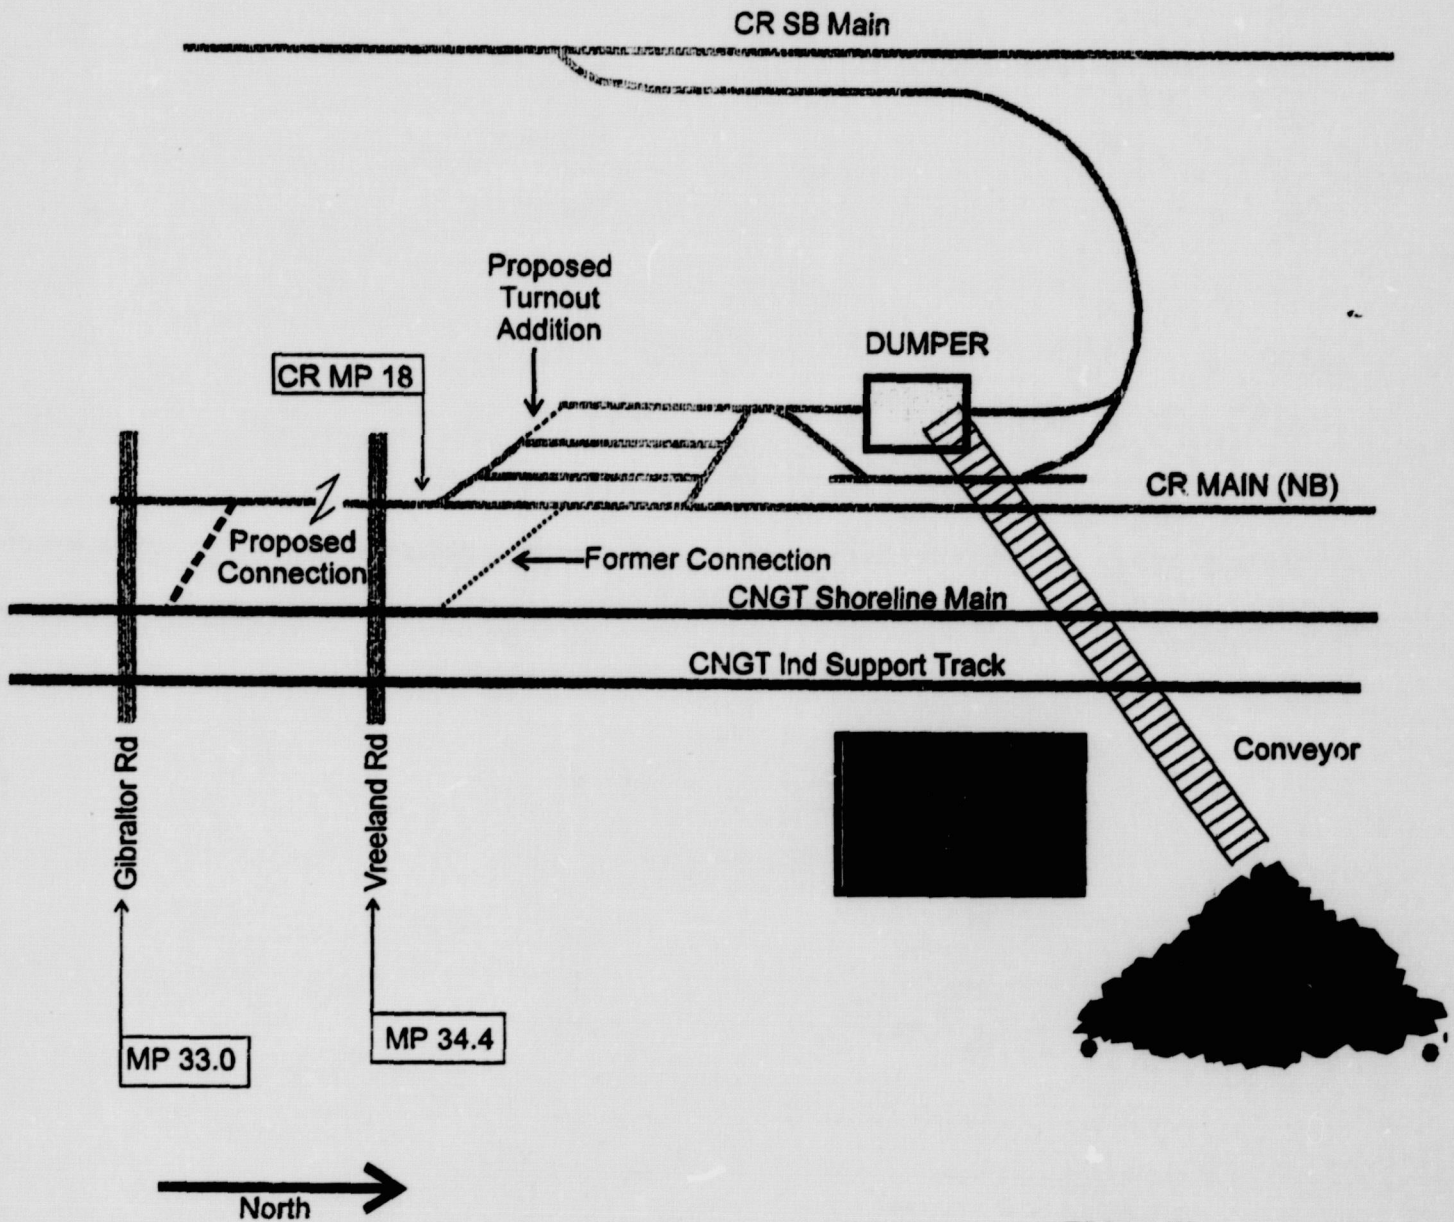 CR SB Main
Proposed
Turnout
Addition
DUMPER
CR MP 18
CR MAIN (NB)
Proposed
Connection
Former Connection
CNGT Shoreline Main
CNGT Ind Support Track
Conveyor
Gibraltor Rd
Vreeland Rd
MP 34.4
MP 33.0
North